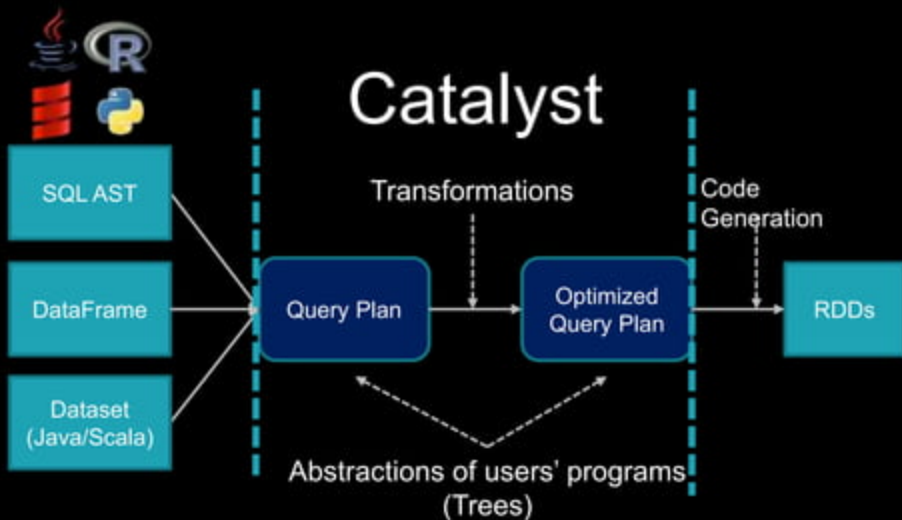 R
Catalyst
SQL AST
Transformations
Code
Generation
DataFrame
Query Plan
Optimized
Query Plan
RDDs
Dataset
(Java/Scala)
Abstractions of users' programs
(Trees)